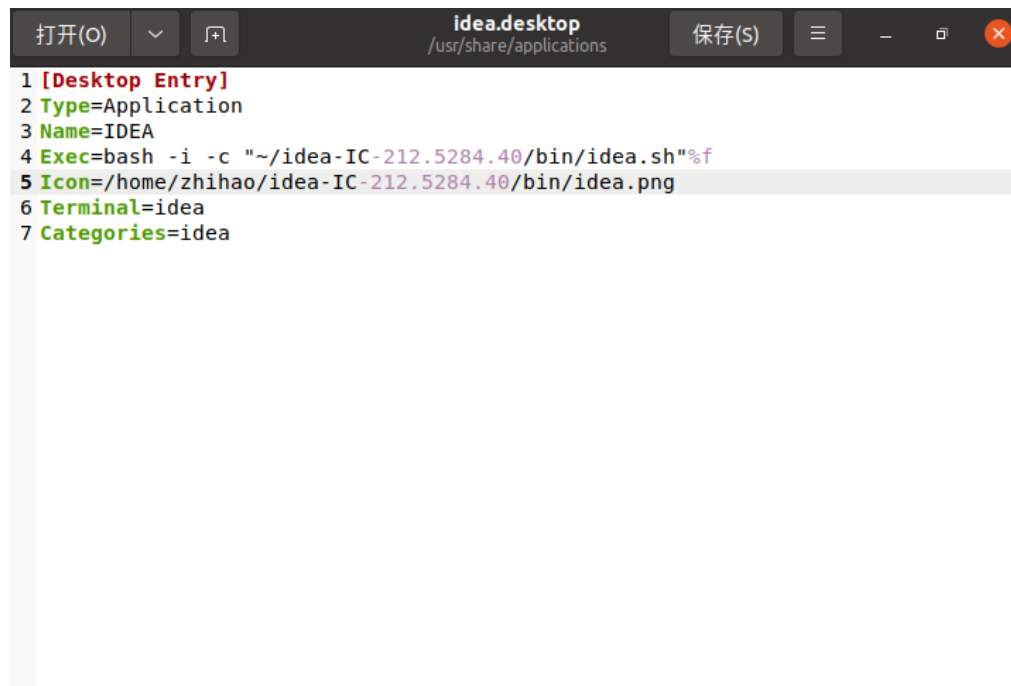 打开(O)
idea.desktop
/usr/share/applications
保存(S)
1 [Desktop Entry]
2 Type=Application
3 Name=IDEA
4 Exec=bash -i -c "~/idea-IC-212.5284.40/bin/idea.sh"%f
5 Icon=/home/zhihao/idea-IC-212.5284.40/bin/idea.png
6 Terminal=idea
7 Categories=idea